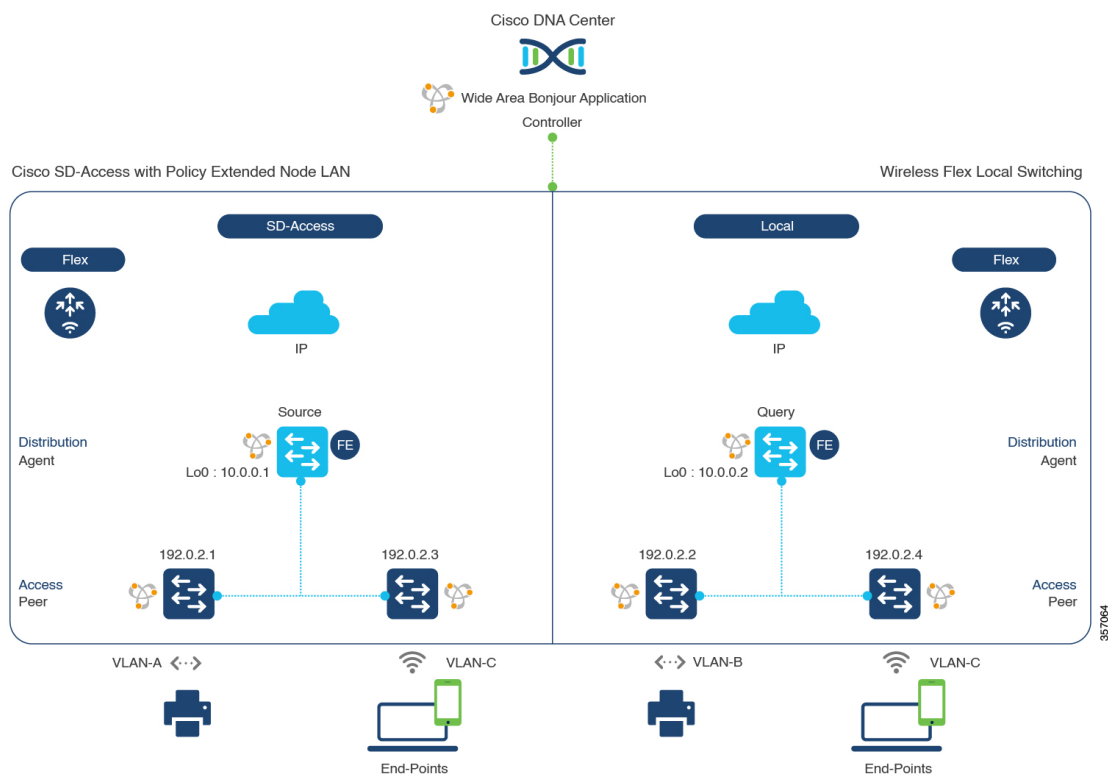 Cisco DNA Center
Wide Area Bonjour Application
Controller
Cisco SD-Access with Policy Extended Node LAN
Wireless Flex Local Switching
SD-Access
Local
Flex
Flex
IP
IP
Source
Query
Distribution
Agent
FE
FE
Distribution
Agent
Lo0 : 10.0.0.1
Lo0 : 10.0.0.2
192.0.2.1
192.0.2.3
192.0.2.2
192.0.2.4
Access
Peer
Access
Peer
357064
VLAN-A
VLAN-C
VLAN-B
VLAN-C
End-Points
End-Points